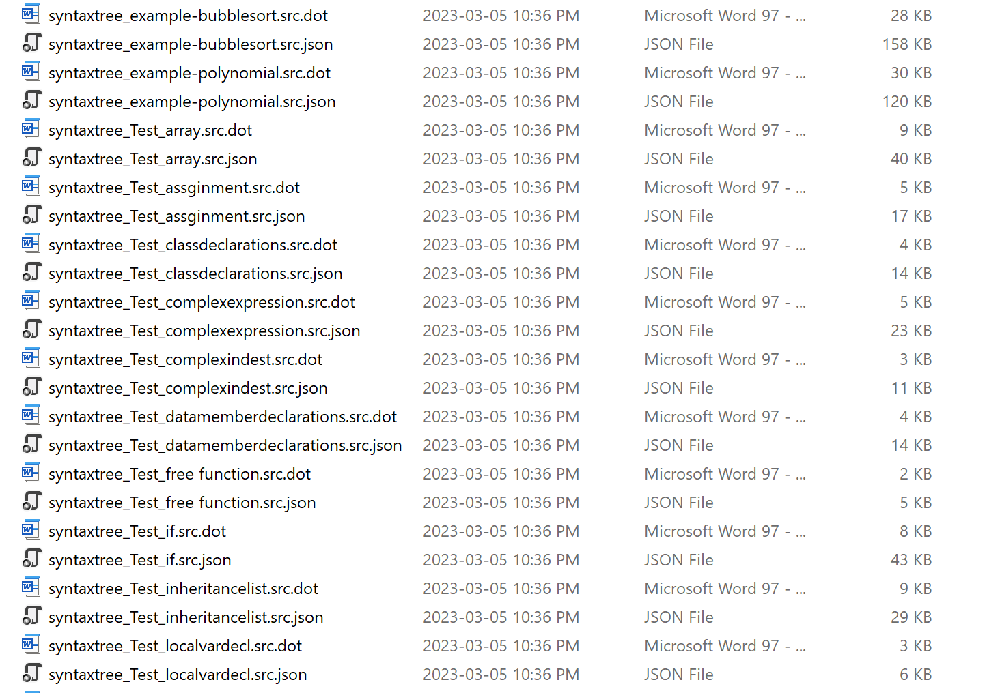 syntaxtree_example-bubblesort.src.dot 2023-03-05 10:36 PM Microsoft Word 97 - ... 28 KB
syntaxtree_example-bubblesort.src.json 2023-03-05 10:36 PM JSON File 158 KB
syntaxtree_example-polynomial.src.dot 2023-03-05 10:36 PM Microsoft Word 97 - ... 30 KB
syntaxtree_example-polynomial.src.json 2023-03-05 10:36 PM JSON File 120 KB
syntaxtree_Test_array.src.dot 2023-03-05 10:36 PM Microsoft Word 97 - ... 9 KB
syntaxtree_Test_array.src.json 2023-03-05 10:36 PM JSON File 40 KB
syntaxtree_Test_assginment.src.dot 2023-03-05 10:36 PM Microsoft Word 97 - ... 5 KB
syntaxtree_Test_assginment.src.json 2023-03-05 10:36 PM JSON File 17 KB
syntaxtree_Test_classdeclarations.src.dot 2023-03-05 10:36 PM Microsoft Word 97 - ... 4 KB
syntaxtree_Test_classdeclarations.src.json 2023-03-05 10:36 PM JSON File 14 KB
syntaxtree_Test_complexexpression.src.dot 2023-03-05 10:36 PM Microsoft Word 97 - ... 5 KB
syntaxtree_Test_complexexpression.src.json 2023-03-05 10:36 PM JSON File 23 KB
syntaxtree_Test_complexindest.src.dot 2023-03-05 10:36 PM Microsoft Word 97 - ... 3 KB
syntaxtree_Test_complexindest.src.json 2023-03-05 10:36 PM JSON File 11 KB
syntaxtree_Test_datamemberdeclarations.src.dot 2023-03-05 10:36 PM Microsoft Word 97 - ... 4 KB
syntaxtree_Test_datamemberdeclarations.src.json 2023-03-05 10:36 PM JSON File 14 KB
syntaxtree_Test_free function.src.dot 2023-03-05 10:36 PM Microsoft Word 97 - ... 2 KB
syntaxtree_Test_free function.src.json 2023-03-05 10:36 PM JSON File 5 KB
syntaxtree_Test_if.src.dot 2023-03-05 10:36 PM Microsoft Word 97 - ... 8 KB
syntaxtree_Test_if.src.json 2023-03-05 10:36 PM JSON File 43 KB
syntaxtree_Test_inheritancelist.src.dot 2023-03-05 10:36 PM Microsoft Word 97 - ... 9 KB
syntaxtree_Test_inheritancelist.src.json 2023-03-05 10:36 PM JSON File 29 KB
syntaxtree_Test_localvardecl.src.dot 2023-03-05 10:36 PM Microsoft Word 97 - ... 3 KB
syntaxtree_Test_localvardecl.src.json 2023-03-05 10:36 PM JSON File 6 KB